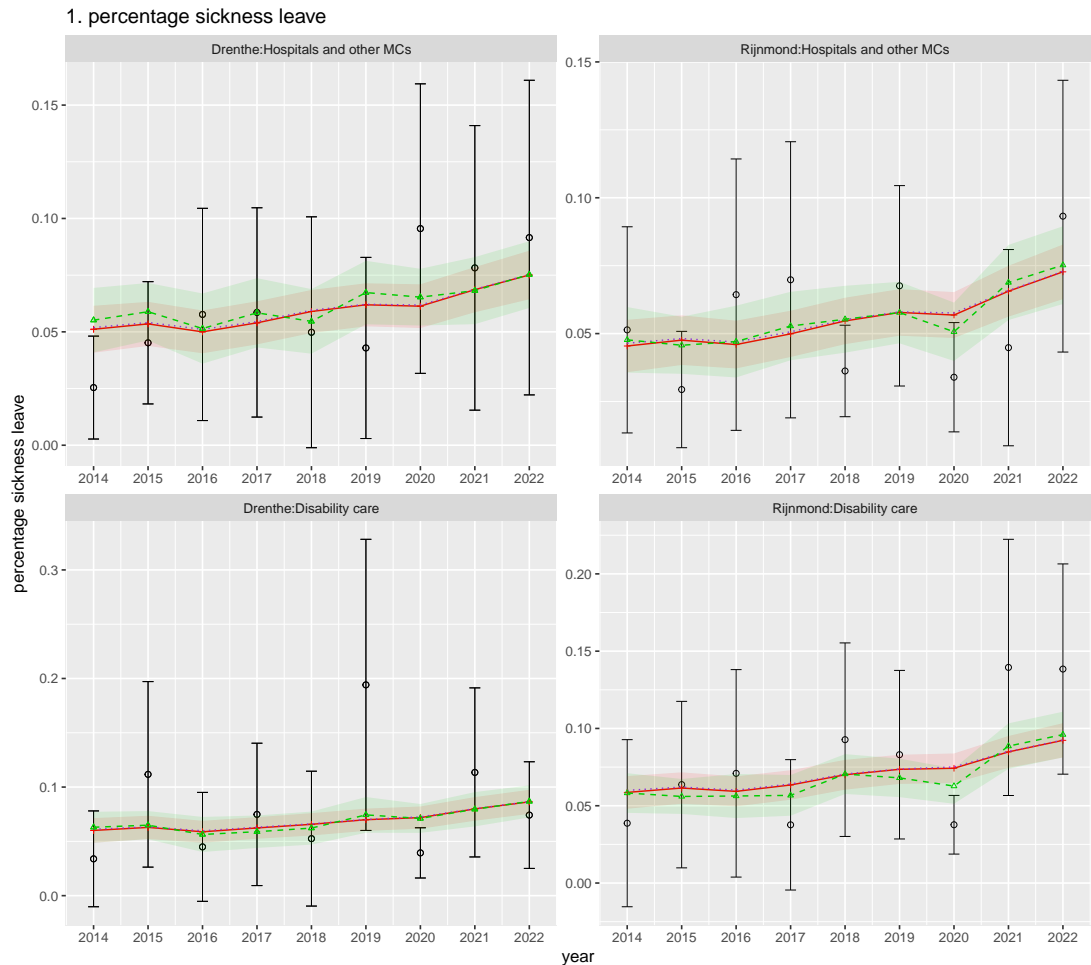 1. percentage sickness leave
Drenthe:Hospitals and other MCs
Rijnmond:Hospitals and other MCs
0.15
0.10
0.05
0.00
0.15
0.10
0.05
2014 2015 2016 2017 2018 2019 2020 2021 2022
2014 2015 2016 2017 2018 2019 2020 2021 2022
percentage sickness leave
Drenthe:Disability care
Rijnmond:Disability care
0.3
0.2
0.1
0.0
0.20
0.15
0.10
0.05
0.00
2014 2015 2016 2017 2018 2019 2020 2021 2022
2014 2015 2016 2017 2018 2019 2020 2021 2022
year